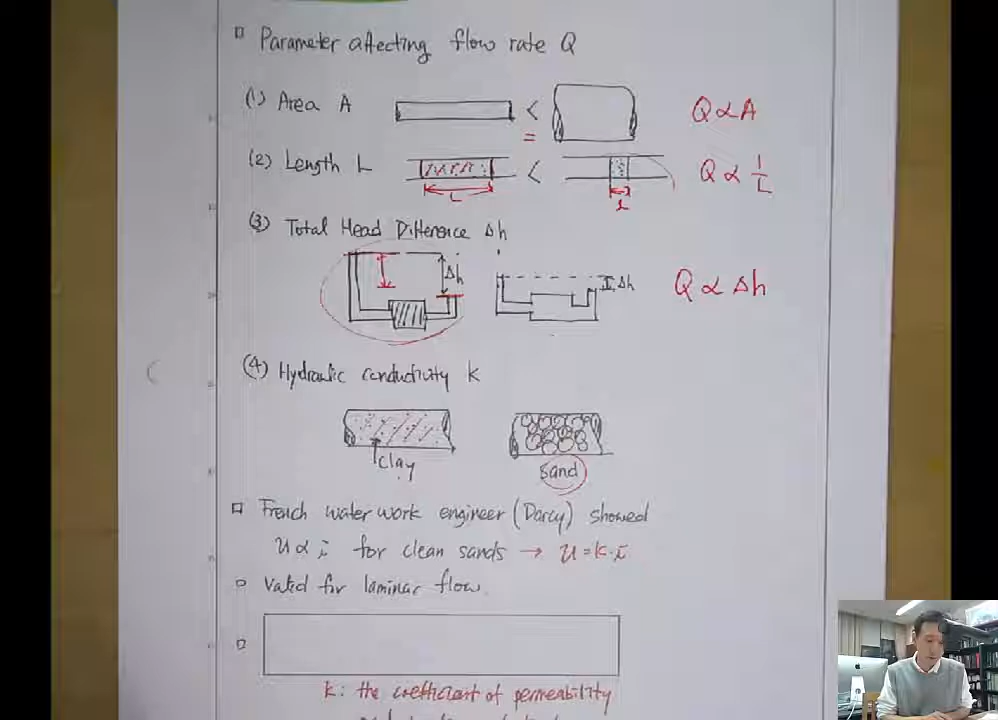 Parameter affecting flow rate Q
(1) Area A < = Q ∝ A
(2) Length L L < L Q ∝ 1/L
(3) Total Head Difference Δh
Δh Δh Q ∝ Δh
(4) Hydraulic conductivity k
clay sand
French water work engineer (Darcy) showed
u ∝ i for clean sands → u = k·i
Valid for laminar flow.
k : the coefficient of permeability